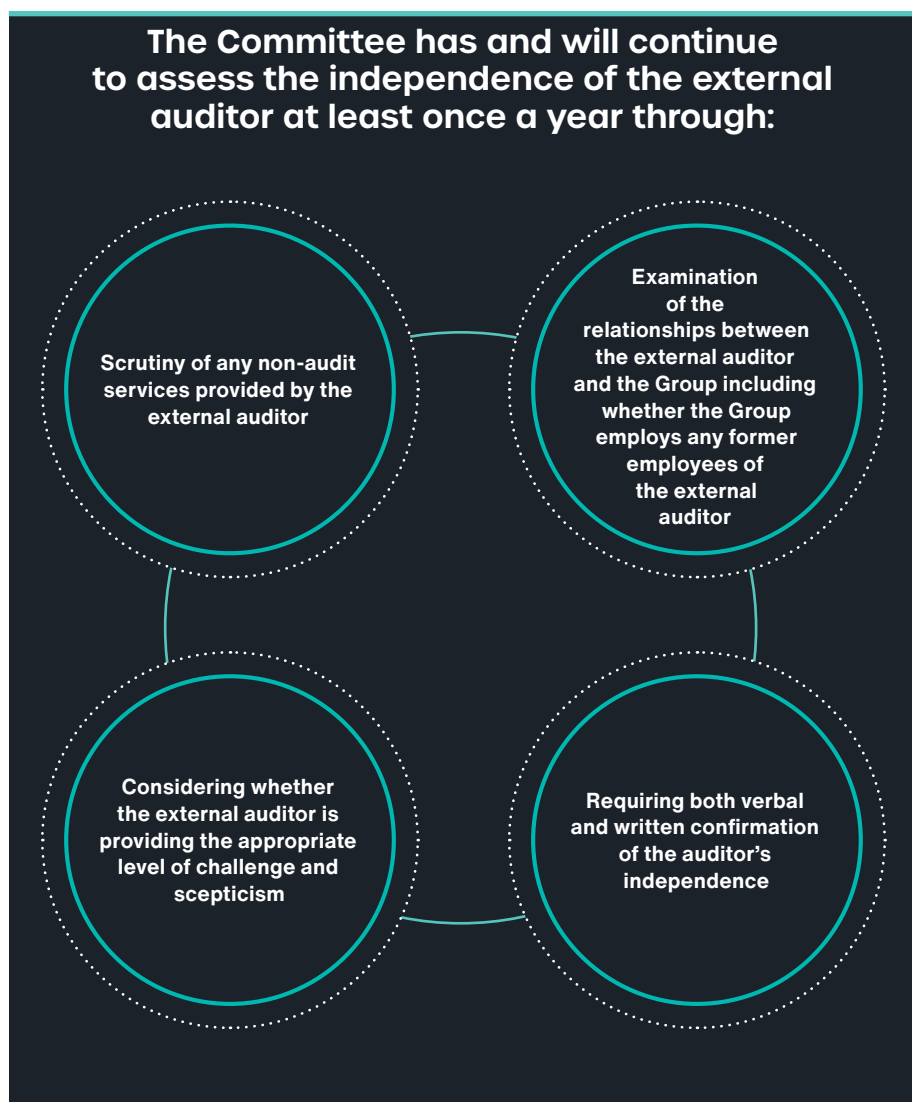 The Committee has and will continue
to assess the independence of the external
auditor at least once a year through:
Scrutiny of any non-audit
services provided by the
external auditor
Examination
of the
relationships between
the external auditor
and the Group including
whether the Group
employs any former
employees of
the external
auditor
Considering whether
the external auditor is
providing the appropriate
level of challenge and
scepticism
Requiring both verbal
and written confirmation
of the auditor’s
independence